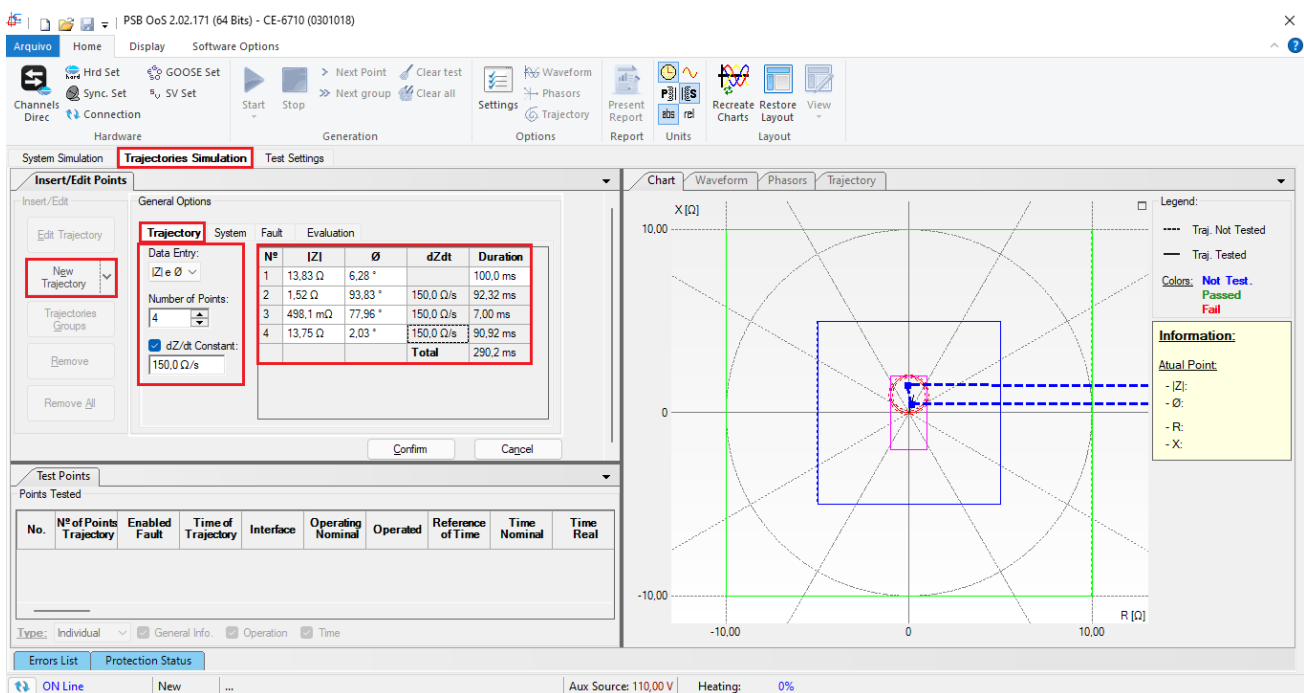 PSB OoS 2.02.171 (64 Bits) - CE-6710 (0301018)
Arquivo Home Display Software Options
Hrd Set GOOSE Set Next Point Clear test Waveform
Sync. Set SV Set Next group Clear all Phasors
Connection Trajectory
Channels Direc
Start Stop
Settings
Present Report
abs rel
Recreate Charts
Restore Layout
View
Hardware Generation Options Report Units Layout
System Simulation Trajectories Simulation Test Settings
Insert/Edit Points
Insert/Edit
Edit Trajectory
New Trajectory
Trajectories Groups
Remove
Remove All
General Options
Trajectory System Fault Evaluation
Data Entry:
|Z| e Ø
Number of Points:
4
dZ/dt Constant:
150,0 Ω/s
Nº |Z| Ø dZdt Duration
1 13,83 Ω 6,28 ° 100,0 ms
2 1,52 Ω 93,83 ° 150,0 Ω/s 92,32 ms
3 498,1 mΩ 77,96 ° 150,0 Ω/s 7,00 ms
4 13,75 Ω 2,03 ° 150,0 Ω/s 90,92 ms
Total 290,2 ms
Confirm Cancel
Test Points
Points Tested
No. Nº of Points Trajectory Enabled Fault Time of Trajectory Interface Operating Nominal Operated Reference of Time Time Nominal Time Real
Type: Individual General Info. Operation Time
Chart Waveform Phasors Trajectory
X [Ω]
10,00
0
-10,00
R [Ω]
-10,00 0 10,00
Legend:
Traj. Not Tested
Traj. Tested
Colors: Not Test.
Passed
Fail
Information:
Atual Point:
- |Z|:
- Ø:
- R:
- X:
Errors List Protection Status
ON Line New ... Aux Source: 110,00 V Heating: 0%